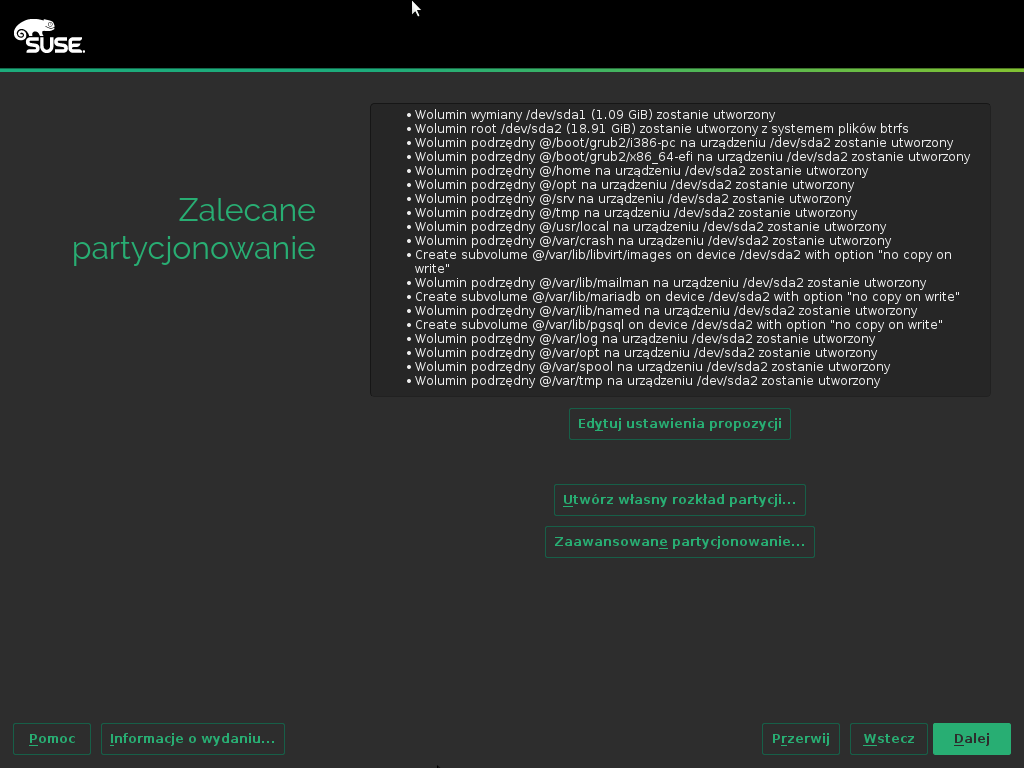 SUSE.
Zalecane
partycjonowanie
• Wolumin wymiany /dev/sda1 (1.09 GiB) zostanie utworzony
• Wolumin root /dev/sda2 (18.91 GiB) zostanie utworzony z systemem plików btrfs
• Wolumin podrzędny @/boot/grub2/i386-pc na urządzeniu /dev/sda2 zostanie utworzony
• Wolumin podrzędny @/boot/grub2/x86_64-efi na urządzeniu /dev/sda2 zostanie utworzony
• Wolumin podrzędny @/home na urządzeniu /dev/sda2 zostanie utworzony
• Wolumin podrzędny @/opt na urządzeniu /dev/sda2 zostanie utworzony
• Wolumin podrzędny @/srv na urządzeniu /dev/sda2 zostanie utworzony
• Wolumin podrzędny @/tmp na urządzeniu /dev/sda2 zostanie utworzony
• Wolumin podrzędny @/usr/local na urządzeniu /dev/sda2 zostanie utworzony
• Wolumin podrzędny @/var/crash na urządzeniu /dev/sda2 zostanie utworzony
• Create subvolume @/var/lib/libvirt/images on device /dev/sda2 with option "no copy on
write"
• Wolumin podrzędny @/var/lib/mailman na urządzeniu /dev/sda2 zostanie utworzony
• Create subvolume @/var/lib/mariadb on device /dev/sda2 with option "no copy on write"
• Wolumin podrzędny @/var/lib/named na urządzeniu /dev/sda2 zostanie utworzony
• Create subvolume @/var/lib/pgsql on device /dev/sda2 with option "no copy on write"
• Wolumin podrzędny @/var/log na urządzeniu /dev/sda2 zostanie utworzony
• Wolumin podrzędny @/var/opt na urządzeniu /dev/sda2 zostanie utworzony
• Wolumin podrzędny @/var/spool na urządzeniu /dev/sda2 zostanie utworzony
• Wolumin podrzędny @/var/tmp na urządzeniu /dev/sda2 zostanie utworzony
Edytuj ustawienia propozycji
Utwórz własny rozkład partycji...
Zaawansowane partycjonowanie...
Pomoc
Informacje o wydaniu...
Przerwij
Wstecz
Dalej